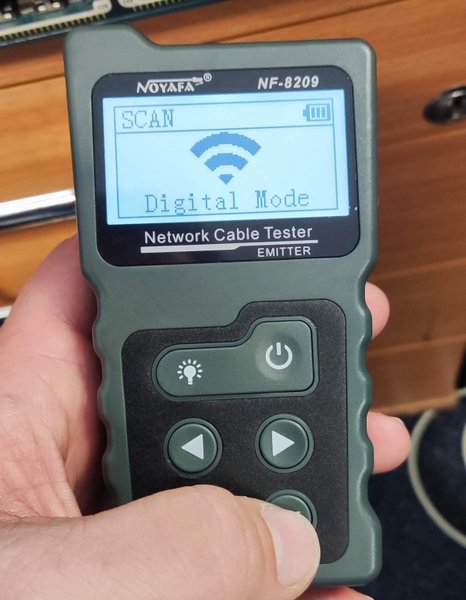 NOYAFA® NF-8209
SCAN
Digital Mode
Network Cable Tester
EMITTER